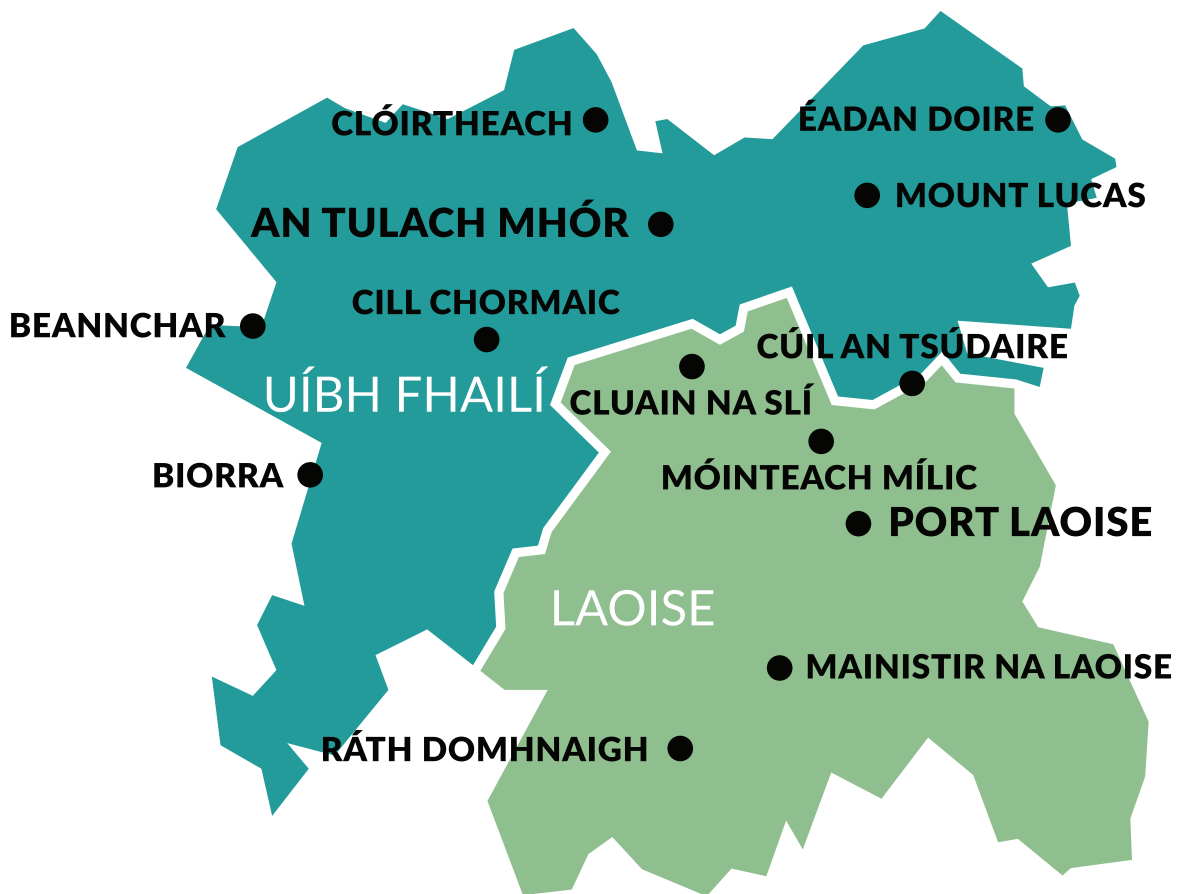 CLÓIRTHEACH
ÉADAN DOIRE
MOUNT LUCAS
AN TULACH MHÓR
CILL CHORMAIC
BEANNCHAR
CÚIL AN TSÚDAIRE
UÍBH FHAILÍ
CLUAIN NA SLÍ
BIORRA
MÓINTEACH MÍLIC
PORT LAOISE
LAOISE
MAINISTIR NA LAOISE
RÁTH DOMHNAIGH